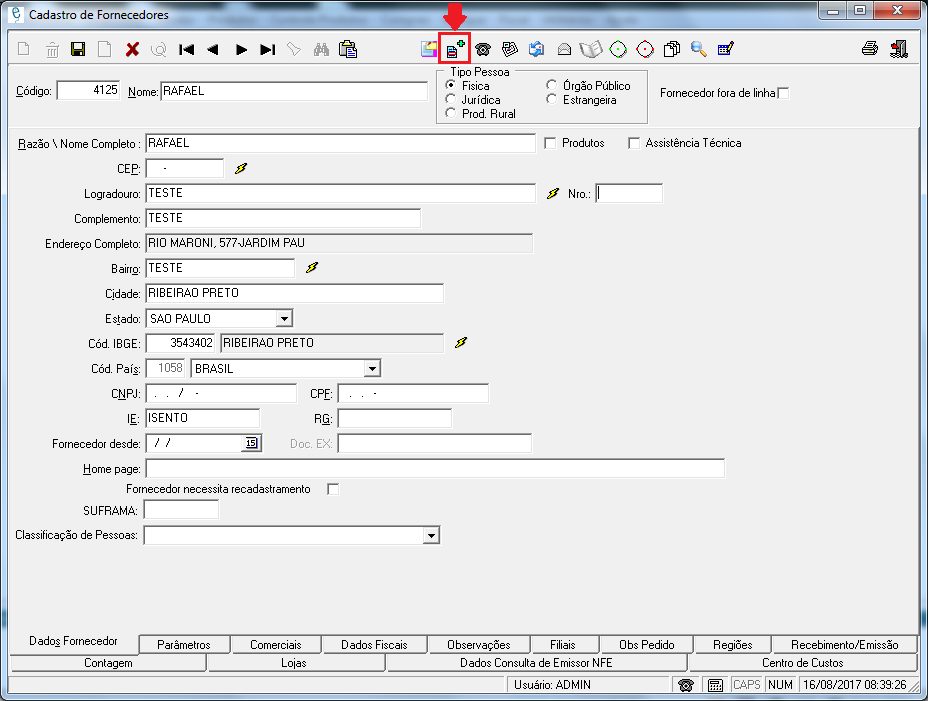 Cadastro de Fornecedores
Tipo Pessoa
Código: 4125 Nome: RAFAEL
Fisica Órgão Público
Jurídica Estrangeira
Prod. Rural
Fornecedor fora de linha
Razão \ Nome Completo : RAFAEL Produtos Assistência Técnica
CEP: -
Logradouro: TESTE Nro.:
Complemento: TESTE
Endereço Completo: RIO MARONI, 577-JARDIM PAU
Bairro: TESTE
Cidade: RIBEIRAO PRETO
Estado: SAO PAULO
Cód. IBGE: 3543402 RIBEIRAO PRETO
Cód. País: 1058 BRASIL
CNPJ: . . / - CPF: . . -
IE: ISENTO RG:
Fornecedor desde: / / 15 Doc. EX:
Home page:
Fornecedor necessita recadastramento
SUFRAMA:
Classificação de Pessoas:
Dados Fornecedor Parâmetros Comerciais Dados Fiscais Observações Filiais Obs Pedido Regiões Recebimento/Emissão
Contagem Lojas Dados Consulta de Emissor NFE Centro de Custos
Usuário: ADMIN CAPS NUM 16/08/2017 08:39:26